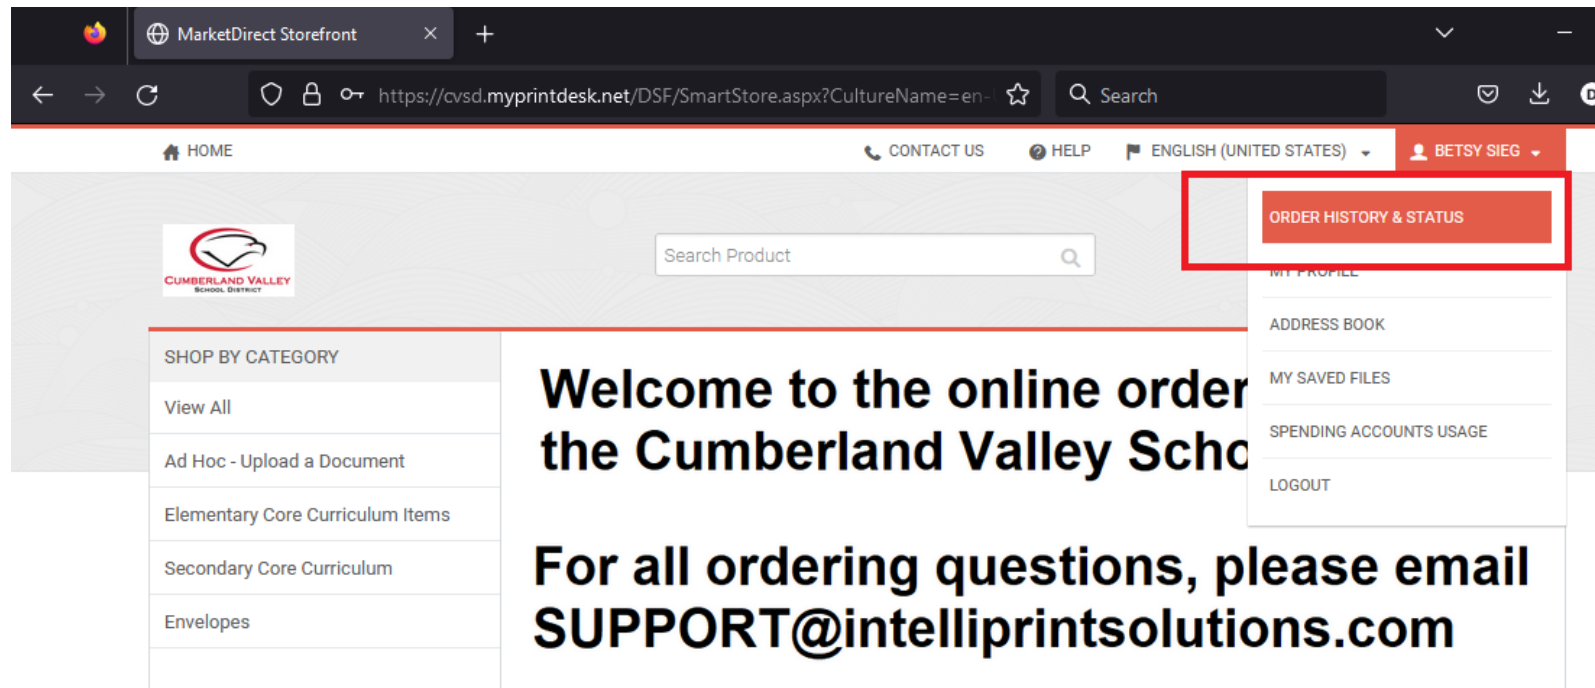 MarketDirect Storefront
https://cvsd.myprintdesk.net/DSF/SmartStore.aspx?CultureName=en-
Search
HOME
CONTACT US
HELP
ENGLISH (UNITED STATES)
BETSY SIEG
ORDER HISTORY & STATUS
MY PROFILE
ADDRESS BOOK
MY SAVED FILES
SPENDING ACCOUNTS USAGE
LOGOUT
CUMBERLAND VALLEY
SCHOOL DISTRICT
Search Product
SHOP BY CATEGORY
View All
Ad Hoc - Upload a Document
Elementary Core Curriculum Items
Secondary Core Curriculum
Envelopes
Welcome to the online order
the Cumberland Valley Scho
For all ordering questions, please email
SUPPORT@intelliprintsolutions.com